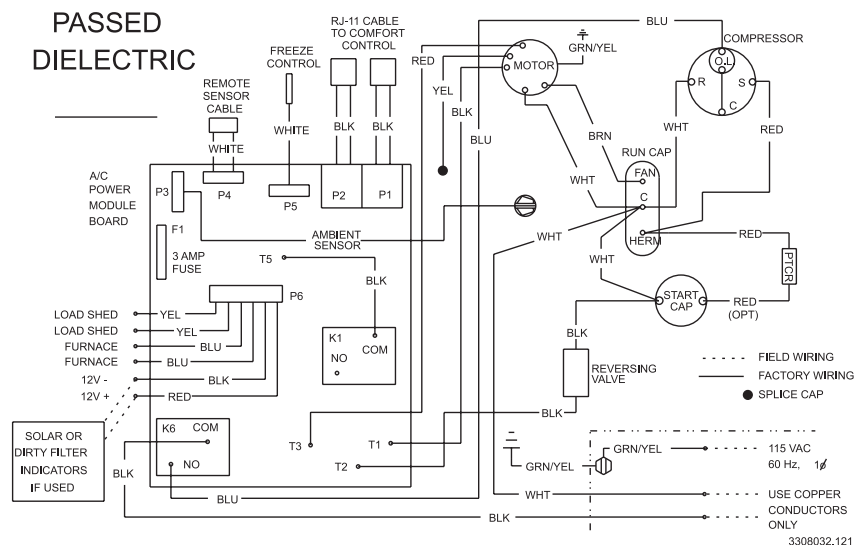 PASSED
DIELECTRIC
REMOTE
SENSOR
CABLE
FREEZE
CONTROL
RJ-11 CABLE
TO COMFORT
CONTROL
WHITE
WHITE
BLK
BLK
RED
YEL
BLK
BLU
BLU
GRN/YEL
MOTOR
COMPRESSOR
O.L
R
S
C
WHT
RED
BRN
WHT
RUN CAP
FAN
C
HERM
WHT
WHT
RED
PTCR
START
CAP
RED
(OPT)
A/C
POWER
MODULE
BOARD
P3
P4
P5
P2
P1
F1
3 AMP
FUSE
AMBIENT
SENSOR
T5
BLK
P6
LOAD SHED
YEL
LOAD SHED
YEL
FURNACE
BLU
FURNACE
BLU
12V -
BLK
12V +
RED
K1
NO
COM
K6
COM
NO
T3
T1
T2
BLK
REVERSING
VALVE
BLK
FIELD WIRING
FACTORY WIRING
SPLICE CAP
SOLAR OR
DIRTY FILTER
INDICATORS
IF USED
BLK
BLU
GRN/YEL
GRN/YEL
115 VAC
60 Hz, 1ø
WHT
USE COPPER
BLK
CONDUCTORS
ONLY
3308032.121